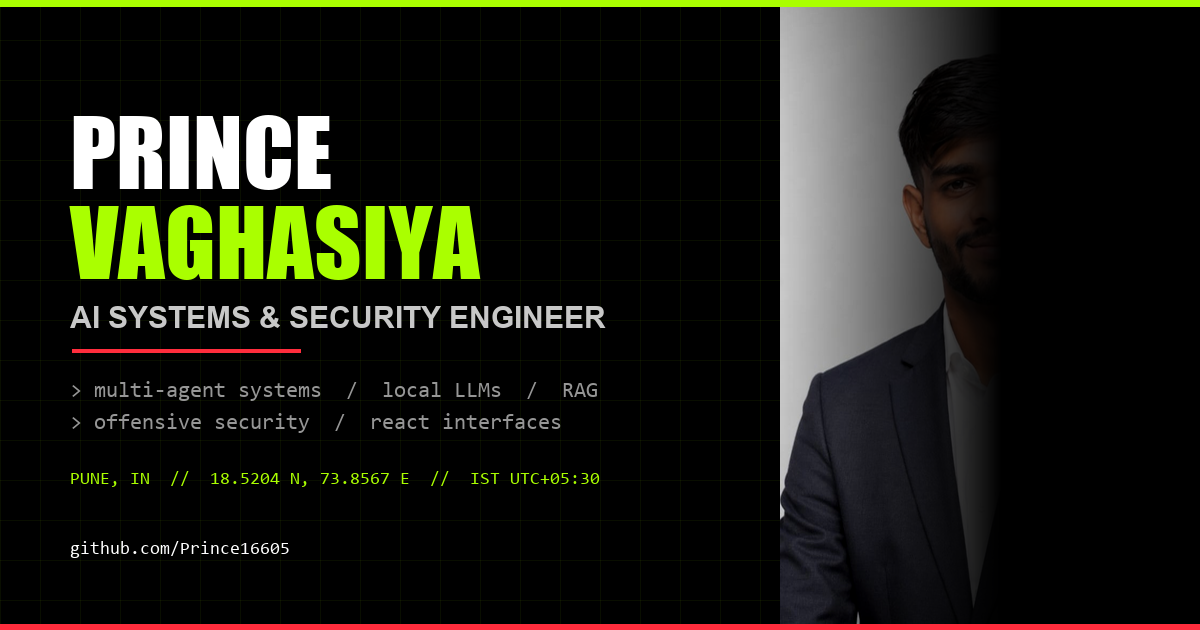 PRINCE
VAGHASIYA
AI SYSTEMS & SECURITY ENGINEER
> multi-agent systems / local LLMs / RAG
> offensive security / react interfaces
PUNE, IN // 18.5204 N, 73.8567 E // IST UTC+05:30
github.com/Prince16605